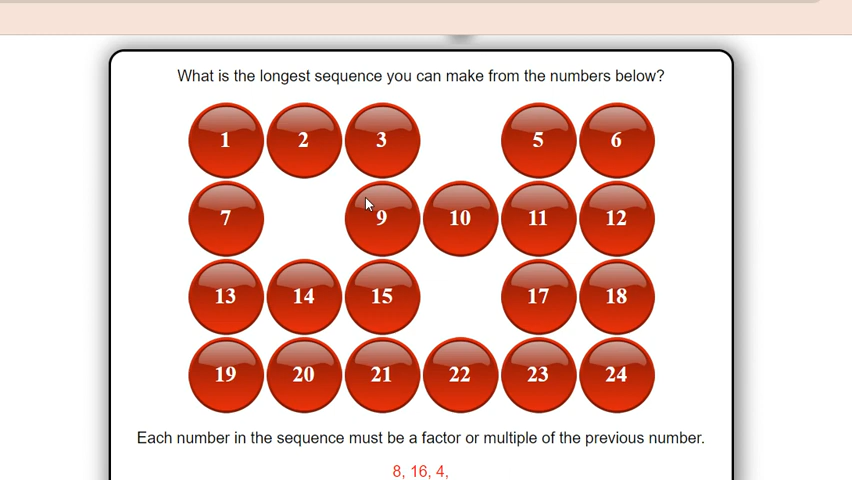 What is the longest sequence you can make from the numbers below?
1 2 3 5 6
7 9 10 11 12
13 14 15 17 18
19 20 21 22 23 24
Each number in the sequence must be a factor or multiple of the previous number.
8, 16, 4,